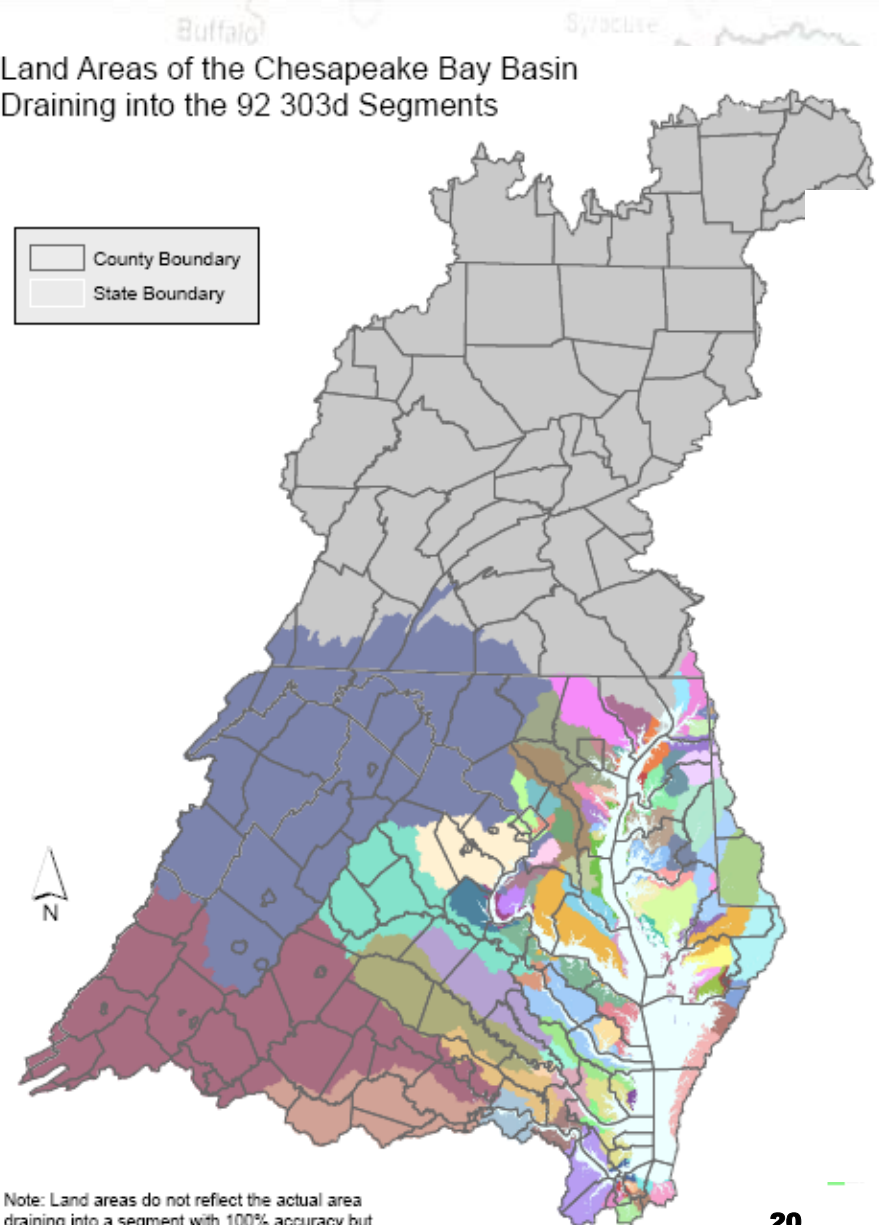 Buffalo
Syracuse
Land Areas of the Chesapeake Bay Basin
Draining into the 92 303d Segments
County Boundary
State Boundary
N
Note: Land areas do not reflect the actual area
draining into a segment with 100% accuracy but
20